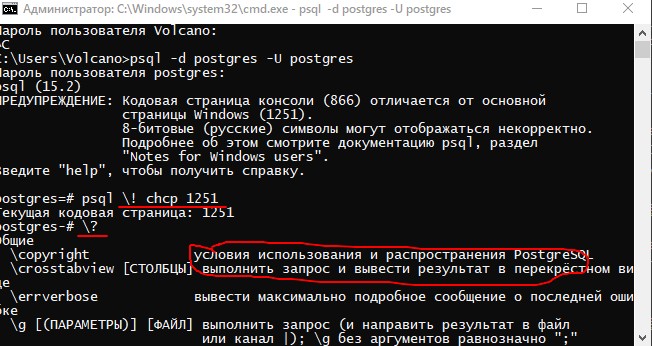 Администратор: C:\Windows\system32\cmd.exe - psql -d postgres -U postgres
Пароль пользователя Volcano:
^C
C:\Users\Volcano>psql -d postgres -U postgres
Пароль пользователя postgres:
psql (15.2)
ПРЕДУПРЕЖДЕНИЕ: Кодовая страница консоли (866) отличается от основной
страницы Windows (1251).
8-битовые (русские) символы могут отображаться некорректно.
Подробнее об этом смотрите документацию psql, раздел
"Notes for Windows users".
Введите "help", чтобы получить справку.
postgres=# psql \! chcp 1251
Текущая кодовая страница: 1251
postgres-# \?
Общие
\copyright условия использования и распространения PostgreSQL
\crosstabview [СТОЛБЦЫ] выполнить запрос и вывести результат в перекрёстном ви
де
\errverbose вывести максимально подробное сообщение о последней оши
бке
\g [(ПАРАМЕТРЫ)] [ФАЙЛ] выполнить запрос (и направить результат в файл
или канал |); \g без аргументов равнозначно ";"